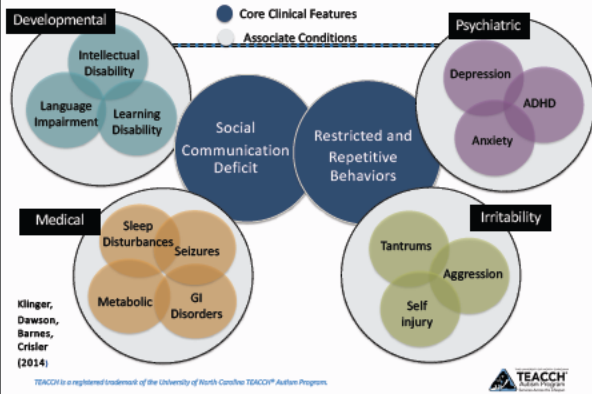 Developmental
Core Clinical Features
Associate Conditions
Psychiatric
Intellectual
Disability
Language
Impairment
Learning
Disability
Social
Communication
Deficit
Restricted and
Repetitive
Behaviors
Depression
ADHD
Anxiety
Medical
Sleep
Disturbances
Seizures
Metabolic
GI
Disorders
Irritability
Tantrums
Aggression
Self
injury
Klinger,
Dawson,
Barnes,
Crisler
(2014)
TEACCH is a registered trademark of the University of North Carolina TEACCH® Autism Program.
TEACCH
Autism Program